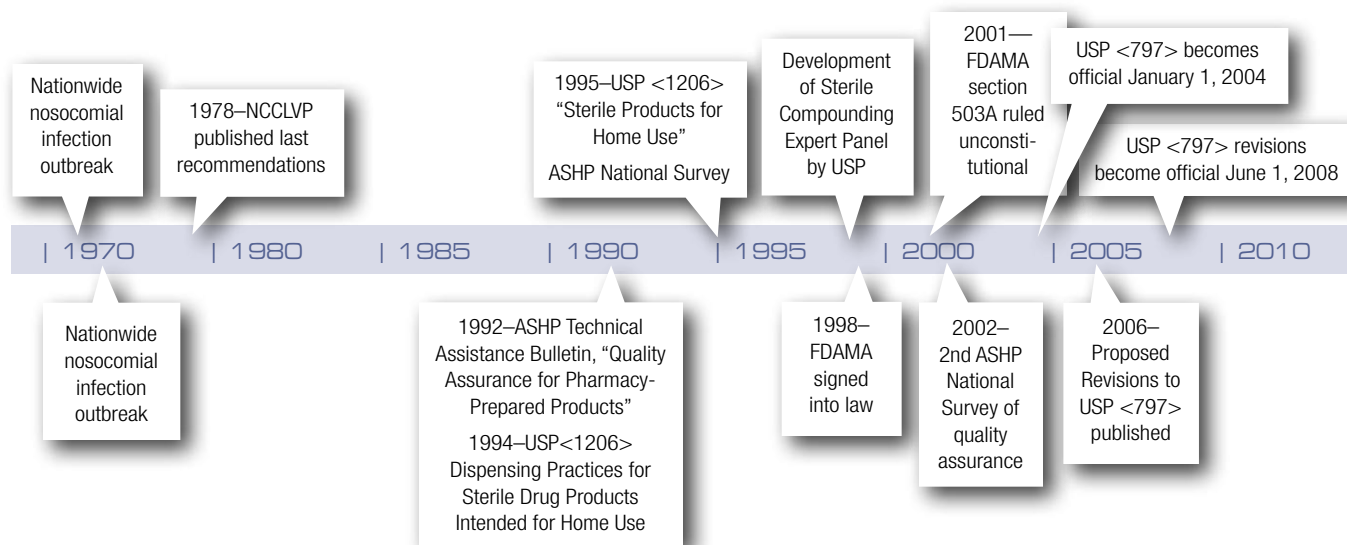 Nationwide
nosocomial
infection
outbreak
1978–NCCLVP
published last
recommendations
1995–USP <1206>
“Sterile Products for
Home Use”
ASHP National Survey
Development
of Sterile
Compounding
Expert Panel
by USP
2001—
FDAMA
section
503A ruled
unconsti-
tutional
USP <797> becomes
official January 1, 2004
USP <797> revisions
become official June 1, 2008
| 1970 | 1980 | 1985 | 1990 | 1995 | 2000 | 2005 | 2010
Nationwide
nosocomial
infection
outbreak
1992–ASHP Technical
Assistance Bulletin, “Quality
Assurance for Pharmacy-
Prepared Products”
1994–USP<1206>
Dispensing Practices for
Sterile Drug Products
Intended for Home Use
1998–
FDAMA
signed
into law
2002–
2nd ASHP
National
Survey of
quality
assurance
2006–
Proposed
Revisions to
USP <797>
published